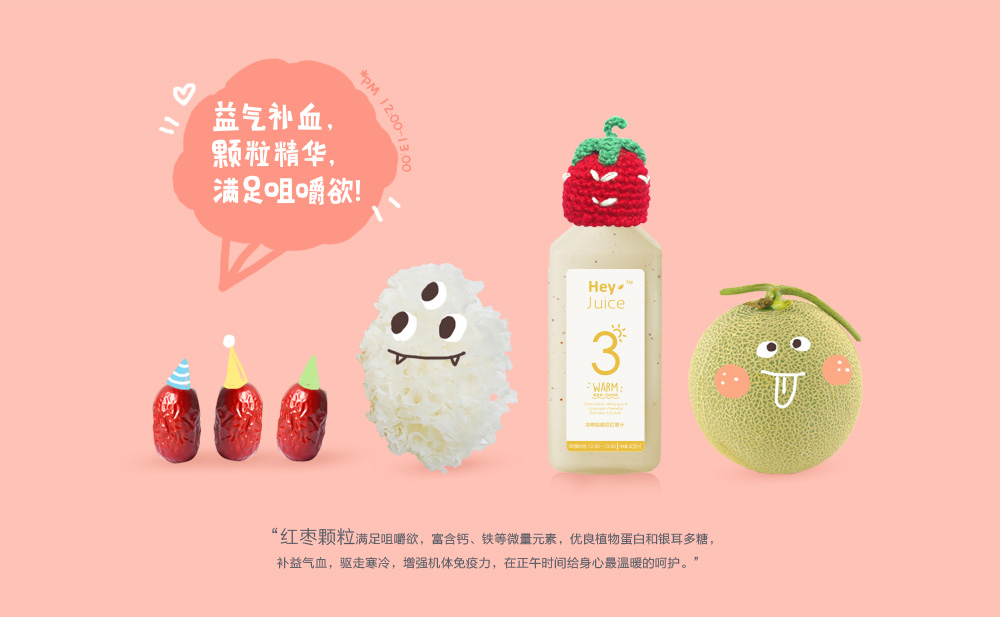 益气补血，
颗粒精华，
满足咀嚼欲！
*PM 12:00-13:00
Hey
Juice
TM
3
WARM
“红枣颗粒满足咀嚼欲，富含钙、铁等微量元素，优良植物蛋白和银耳多糖，
补益气血，驱走寒冷，增强机体免疫力，在正午时间给身心最温暖的呵护。”